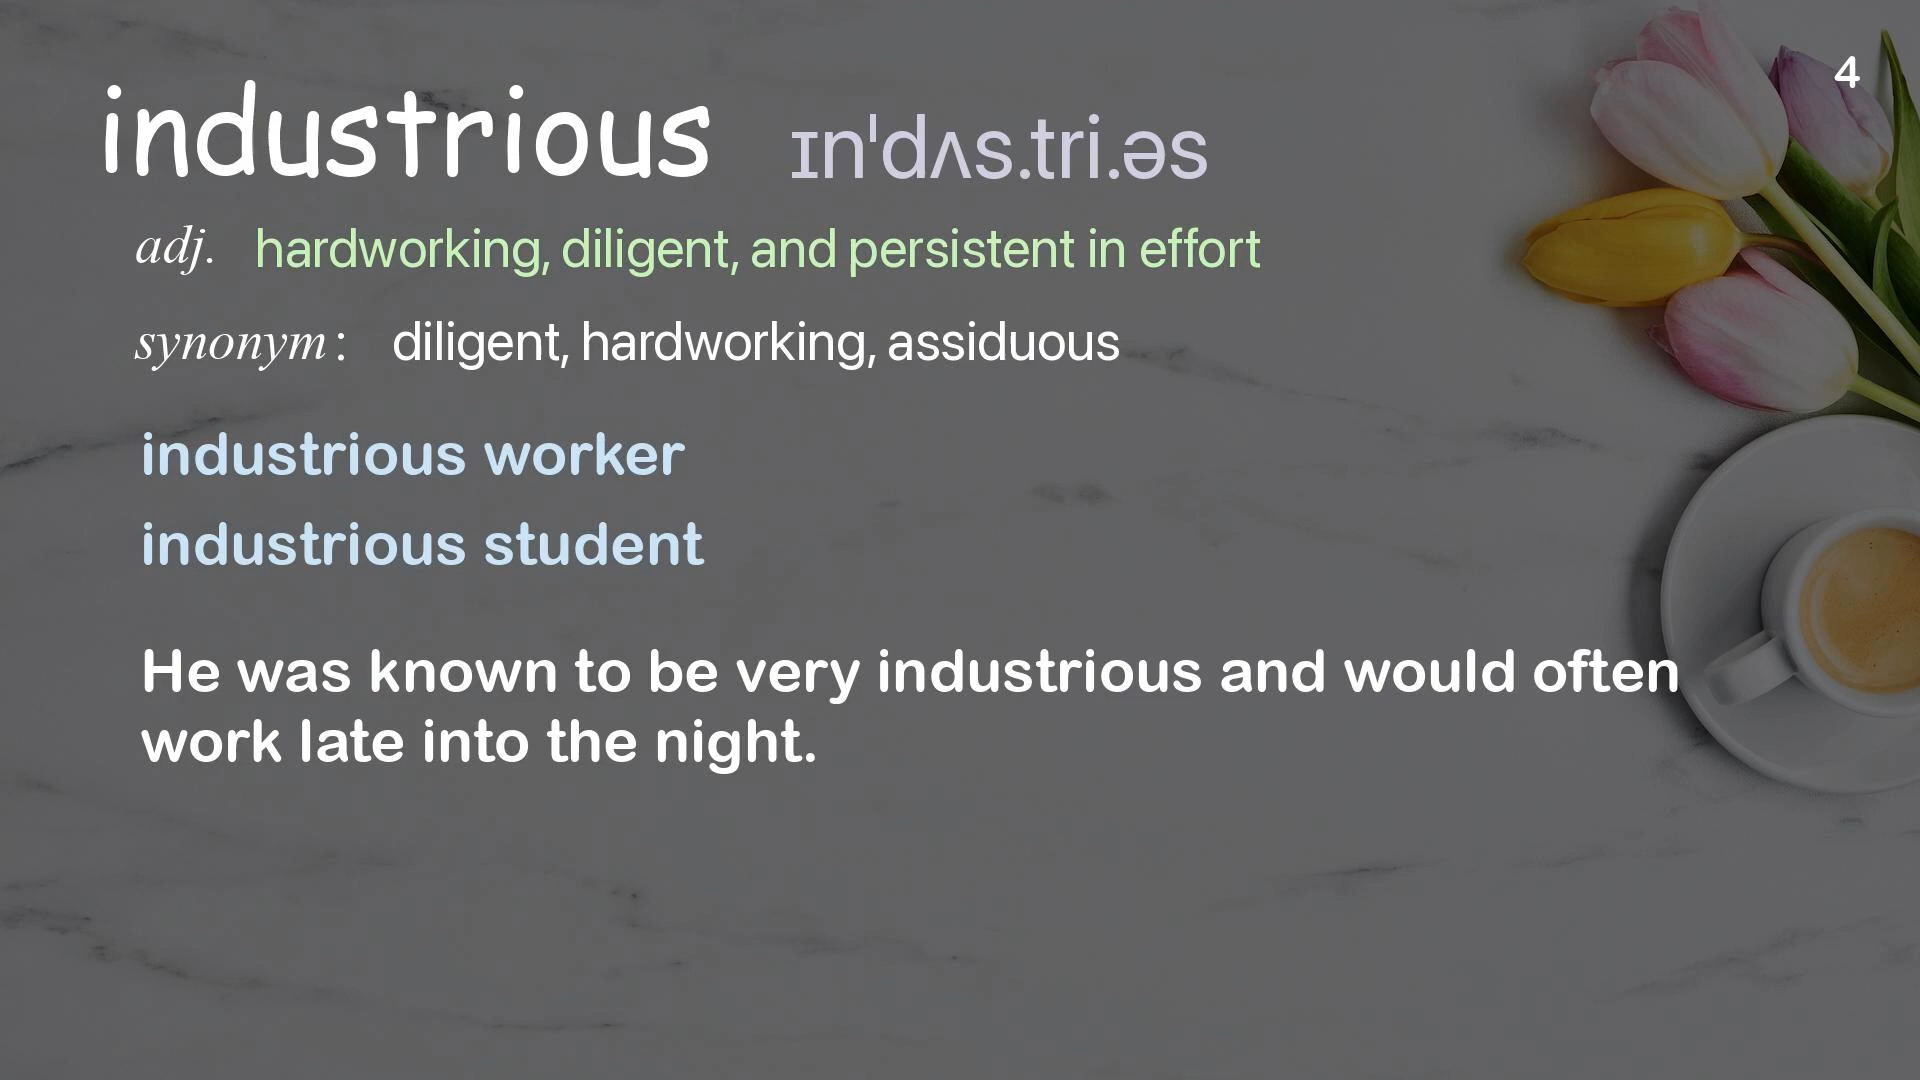 4
industrious ɪnˈdʌs.tri.əs
adj. hardworking, diligent, and persistent in effort
synonym: diligent, hardworking, assiduous
industrious worker
industrious student
He was known to be very industrious and would often
work late into the night.